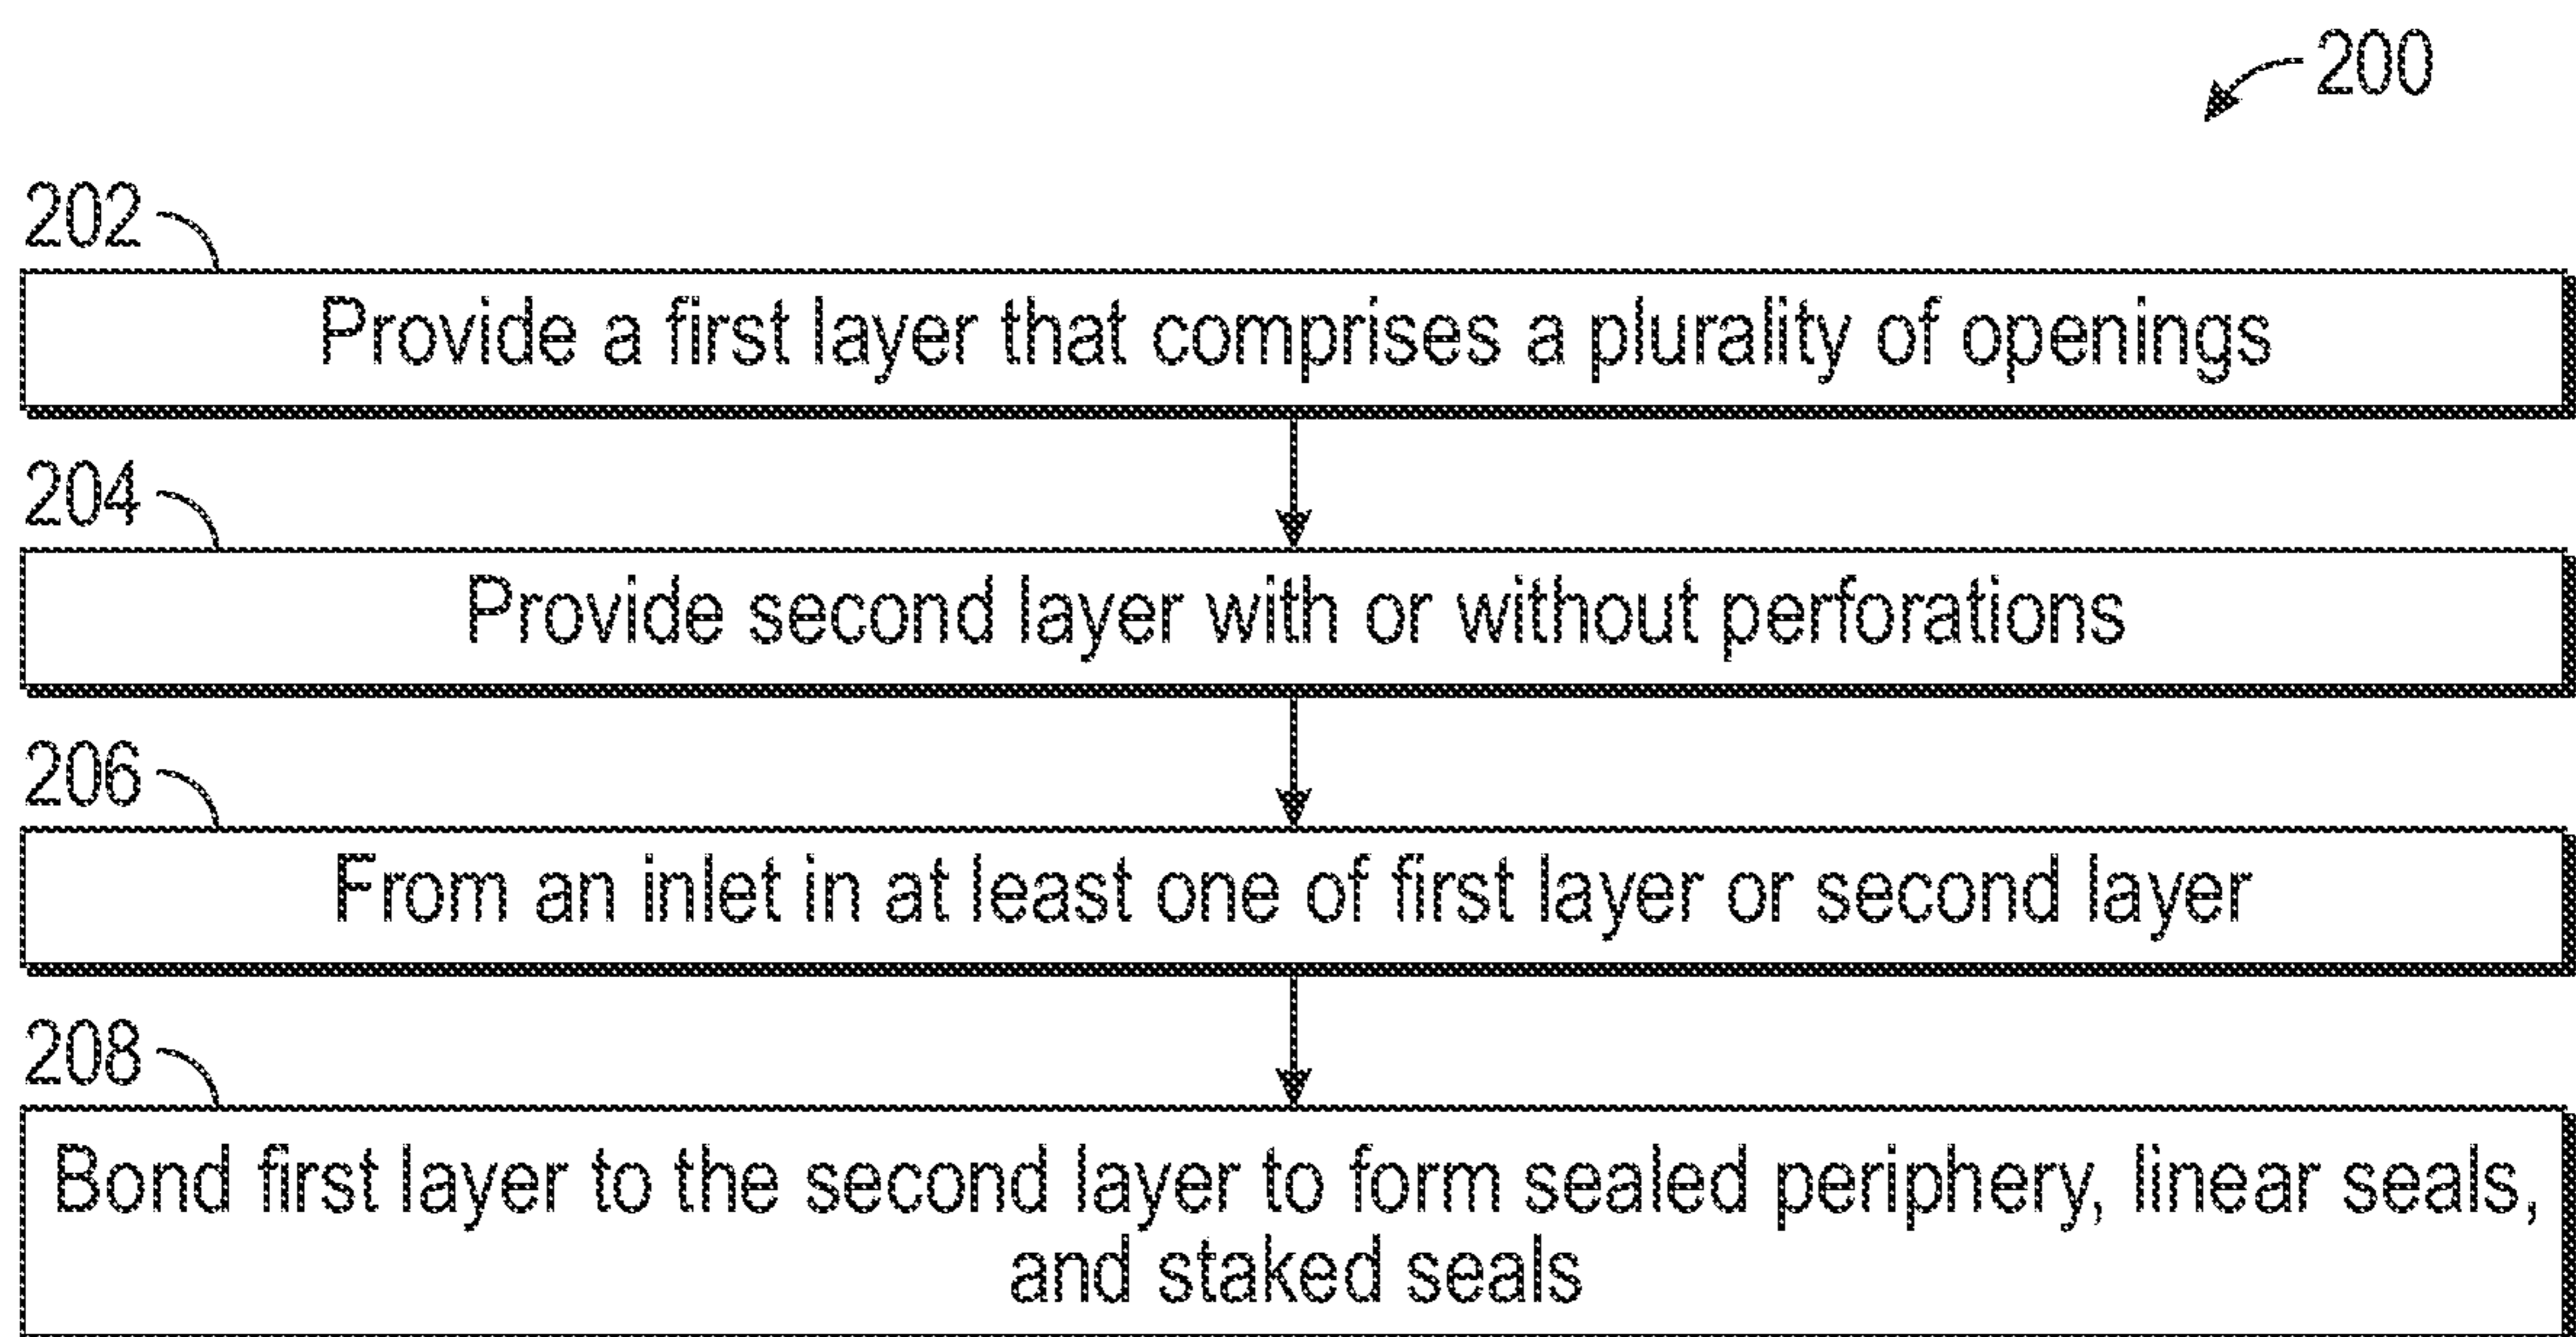 200
202
Provide a first layer that comprises a plurality of openings
204
Provide second layer with or without perforations
206
From an inlet in at least one of first layer or second layer
208
Bond first layer to the second layer to form sealed periphery, linear seals,
and staked seals